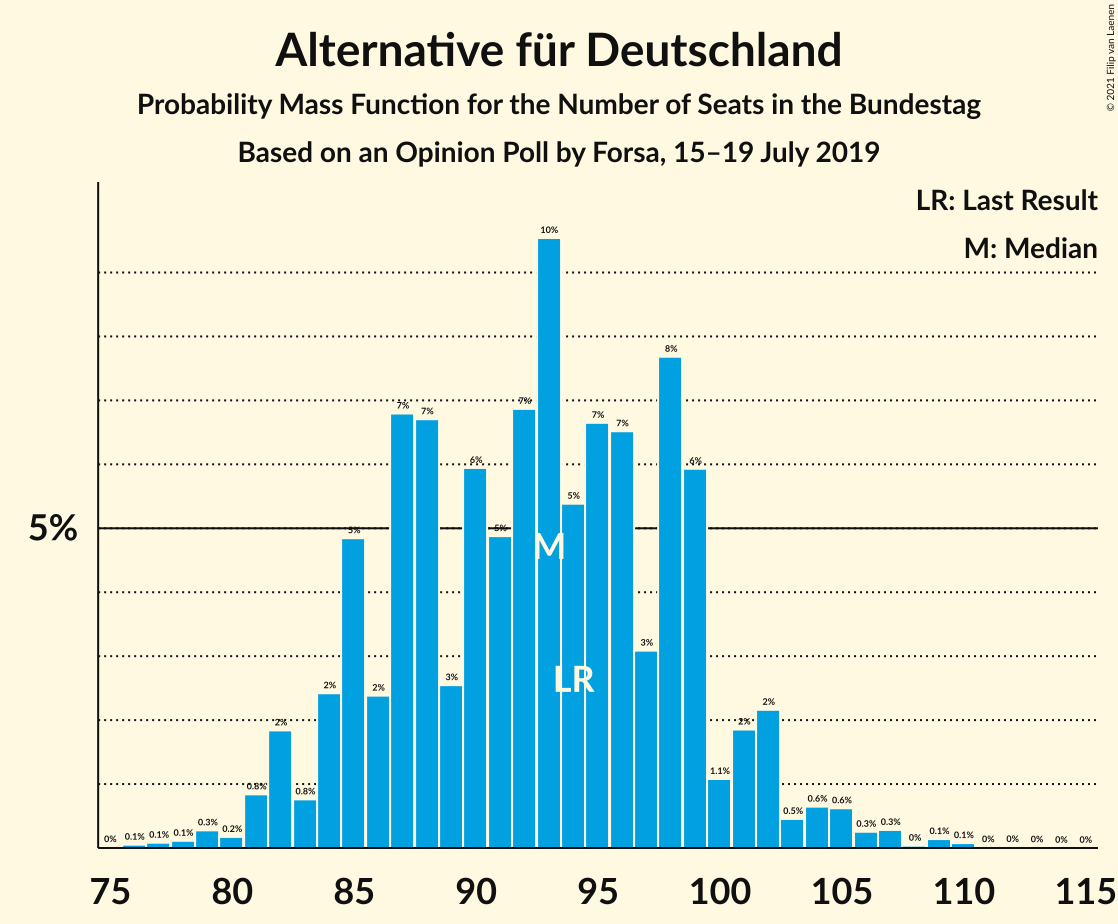 Alternative für Deutschland
Probability Mass Function for the Number of Seats in the Bundestag
Based on an Opinion Poll by Forsa, 15–19 July 2019
© 2021 Filip van Laenen
LR: Last Result
M: Median
5%
0% 0.1% 0.1% 0.1% 0.3% 0.2% 0.8% 2% 0.8% 2% 5% 2% 7% 7% 3% 6% 5% 7% 10% 5% 7% 7% 3% 8% 6% 1.1% 2% 2% 0.5% 0.6% 0.6% 0.3% 0.3% 0% 0.1% 0.1% 0% 0% 0% 0% 0%
M
LR
75 80 85 90 95 100 105 110 115